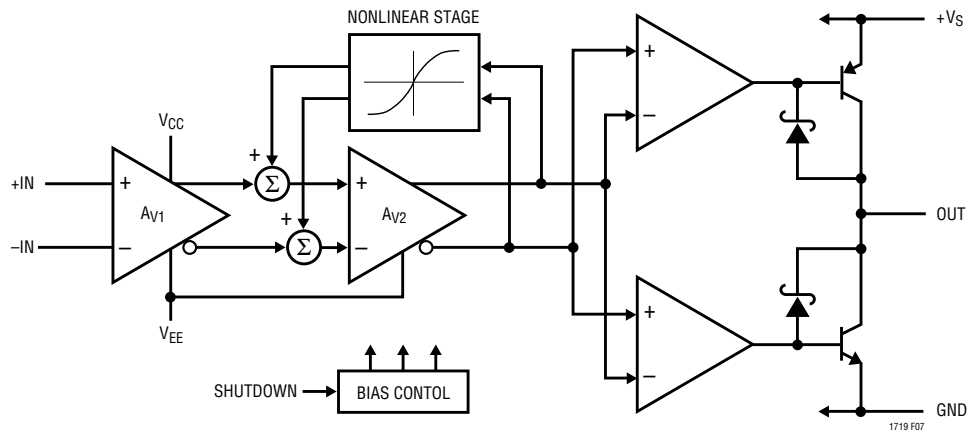 NONLINEAR STAGE
+VS
+
−
VCC
+
+IN
+
AV1
Σ
+
AV2
−IN
−
+
Σ
−
OUT
VEE
+
−
SHUTDOWN
BIAS CONTOL
GND
1719 F07